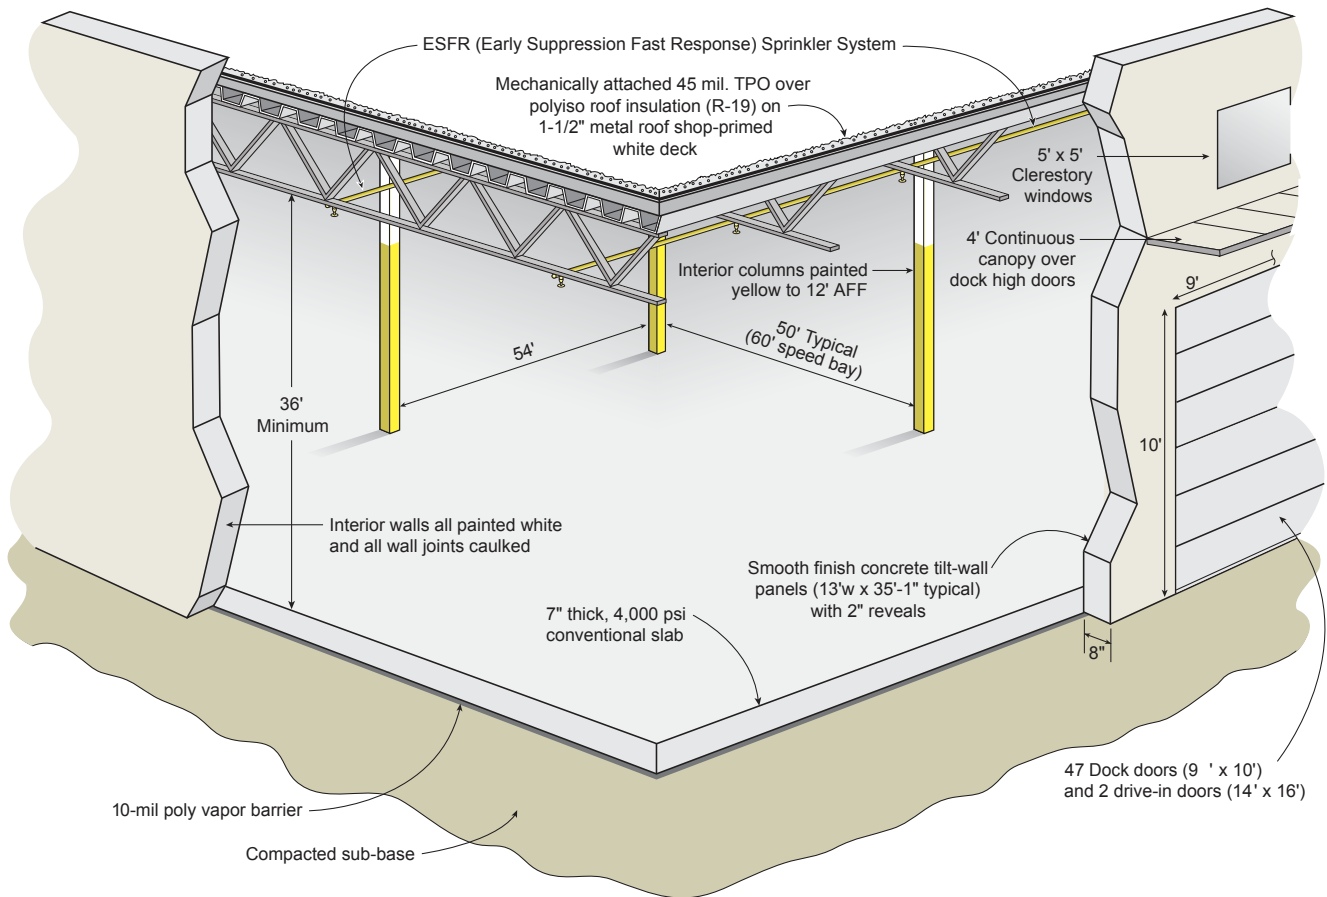 ESFR (Early Suppression Fast Response) Sprinkler System
Mechanically attached 45 mil. TPO over
polyiso roof insulation (R-19) on
1-1/2" metal roof shop-primed
white deck
5' x 5'
Clerestory
windows
4' Continuous
canopy over
dock high doors
9'
Interior columns painted
yellow to 12' AFF
54'
50' Typical
(60' speed bay)
36'
Minimum
10'
Interior walls all painted white
and all wall joints caulked
Smooth finish concrete tilt-wall
panels (13'w x 35'-1" typical)
with 2" reveals
7" thick, 4,000 psi
conventional slab
8"
47 Dock doors (9 ' x 10')
and 2 drive-in doors (14' x 16')
10-mil poly vapor barrier
Compacted sub-base